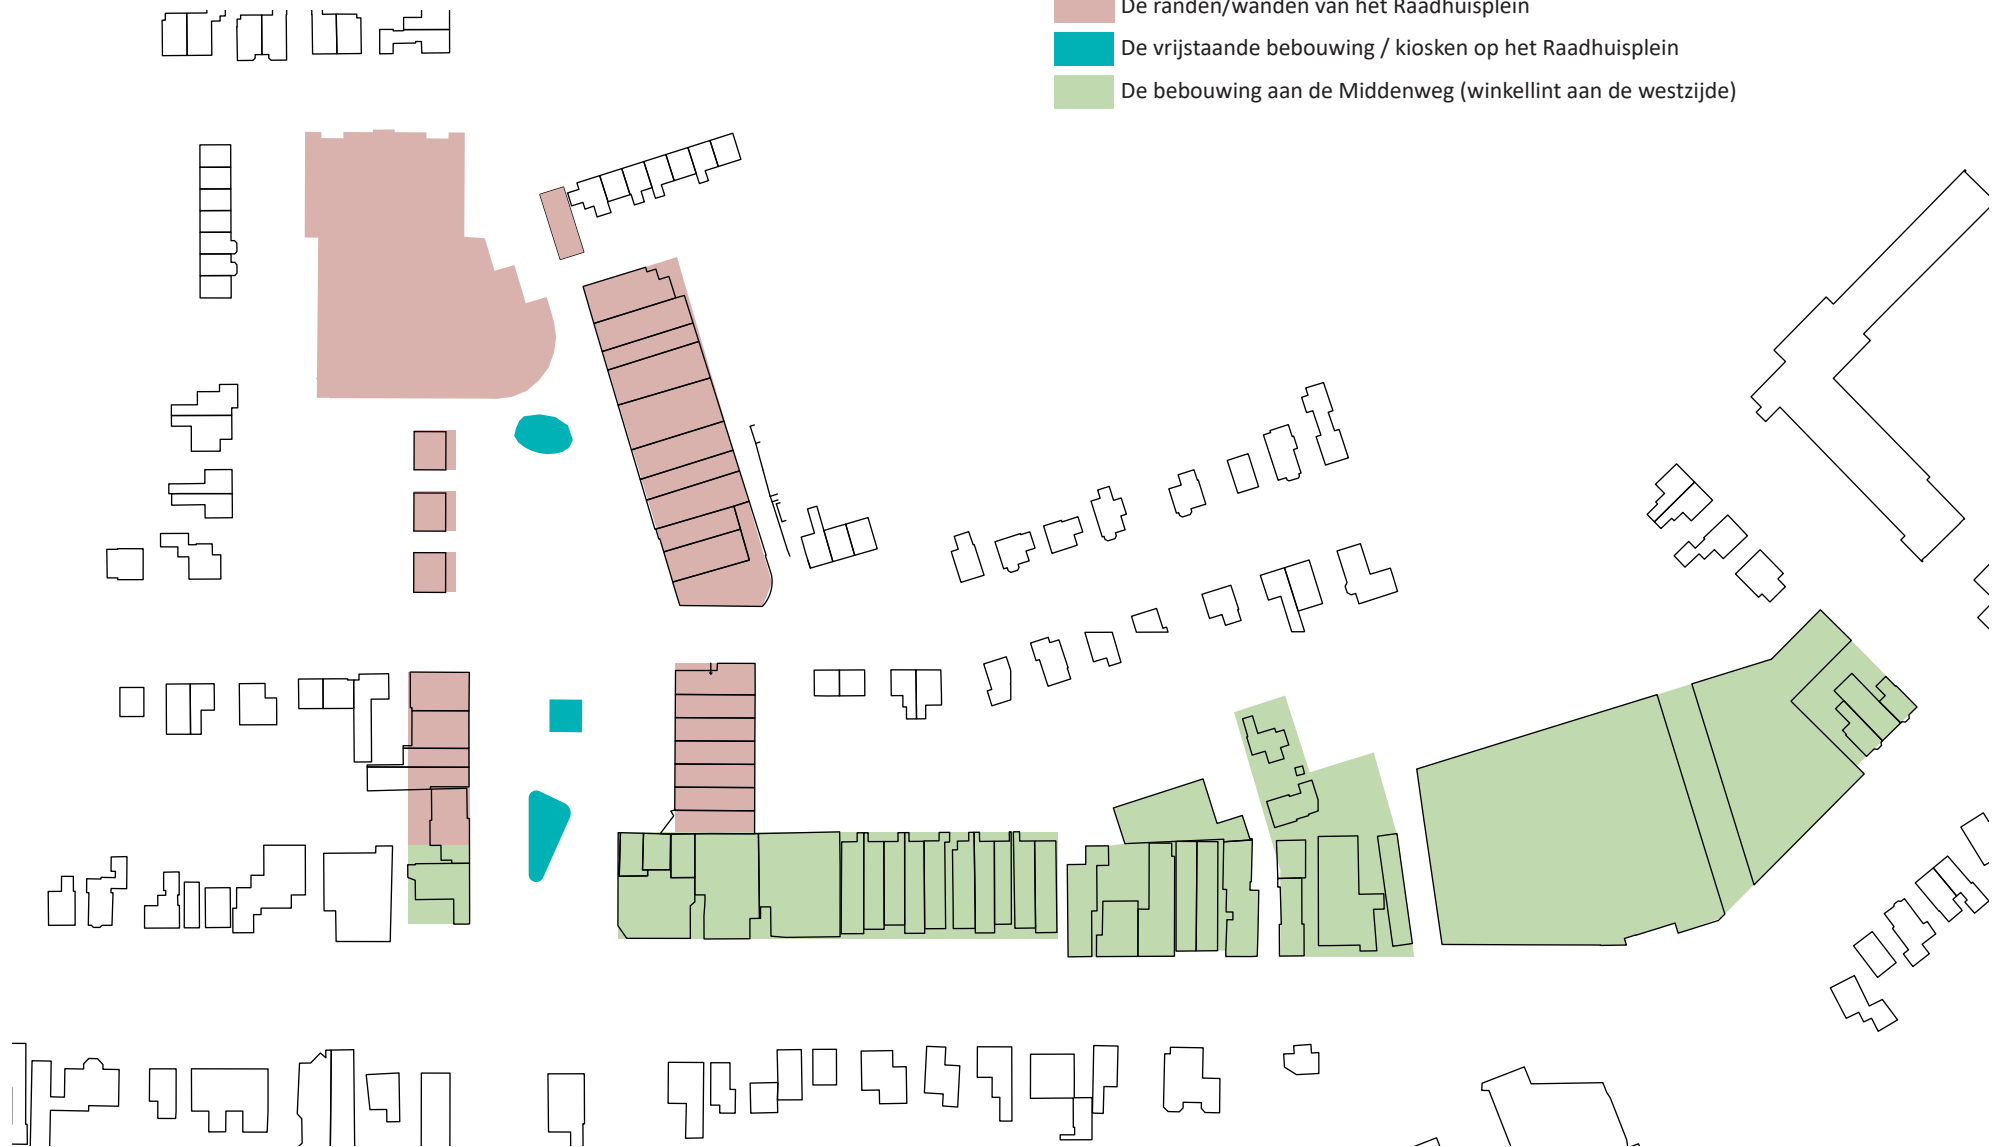 De randen/wanden van het Raadhuisplein
De vrijstaande bebouwing / kiosken op het Raadhuisplein
De bebouwing aan de Middenweg (winkellint aan de westzijde)